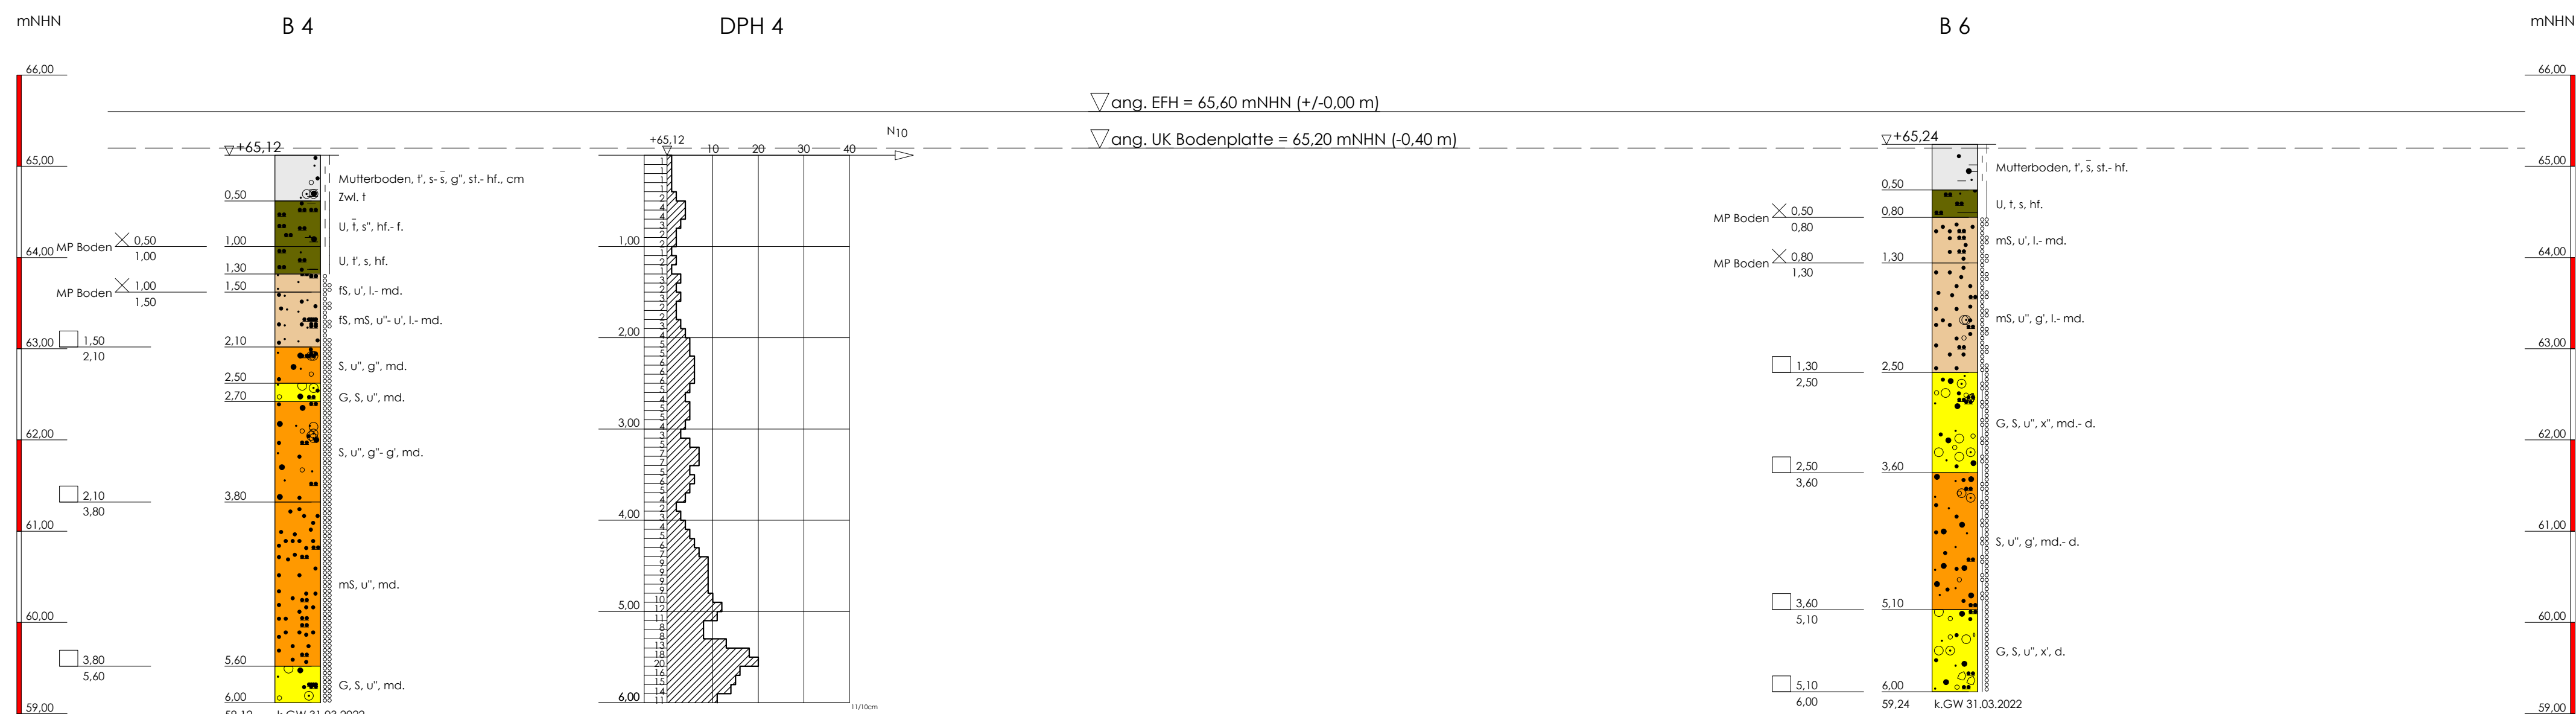 mNHN
B 4
DPH 4
B 6
mNHN
66,00
65,00
64,00
63,00
62,00
61,00
60,00
59,00
ang. EFH = 65,60 mNHN (+/-0,00 m)
ang. UK Bodenplatte = 65,20 mNHN (-0,40 m)
MP Boden 0,50
1,00
MP Boden 1,00
1,50
1,50
2,10
2,10
3,80
3,80
5,60
+65,12
0,50
1,00
1,30
1,50
2,10
2,50
2,70
3,80
5,60
6,00
59,12 k.GW 31.03.2022
Mutterboden, t', s- s̄, g'', st.- hf., cm
Zwl. t
U, t̄, s'', hf.- f.
U, t', s, hf.
fS, u', l.- md.
fS, mS, u''- u', l.- md.
S, u'', g'', md.
G, S, u'', md.
S, u'', g''- g', md.
mS, u'', md.
G, S, u'', md.
+65,12
10 20 30 40
N10
1,00
2,00
3,00
4,00
5,00
6,00
11/10cm
MP Boden 0,50
0,80
MP Boden 0,80
1,30
1,30
2,50
2,50
3,60
3,60
5,10
5,10
6,00
+65,24
0,50
0,80
1,30
2,50
3,60
5,10
6,00
59,24 k.GW 31.03.2022
Mutterboden, t', s̄, st.- hf.
U, t, s, hf.
mS, u', l.- md.
mS, u'', g', l.- md.
G, S, u'', x'', md.- d.
S, u'', g', md.- d.
G, S, u'', x', d.
66,00
65,00
64,00
63,00
62,00
61,00
60,00
59,00